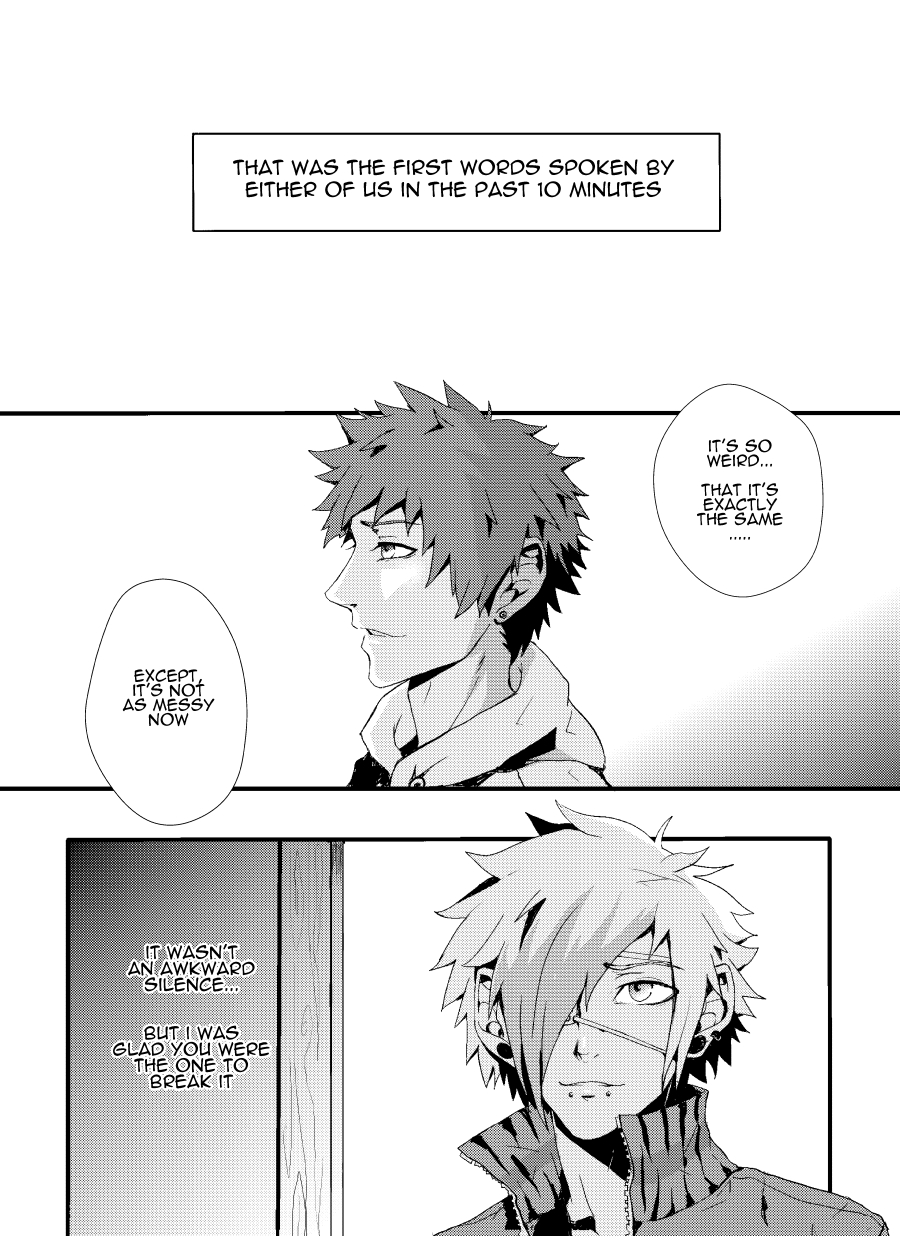 THAT WAS THE FIRST WORDS SPOKEN BY
EITHER OF US IN THE PAST 10 MINUTES
IT'S SO
WEIRD...
THAT IT'S
EXACTLY
THE SAME
.....
EXCEPT,
IT'S NOT
AS MESSY
NOW
IT WASN'T
AN AWKWARD
SILENCE...
BUT I WAS
GLAD YOU WERE
THE ONE TO
BREAK IT